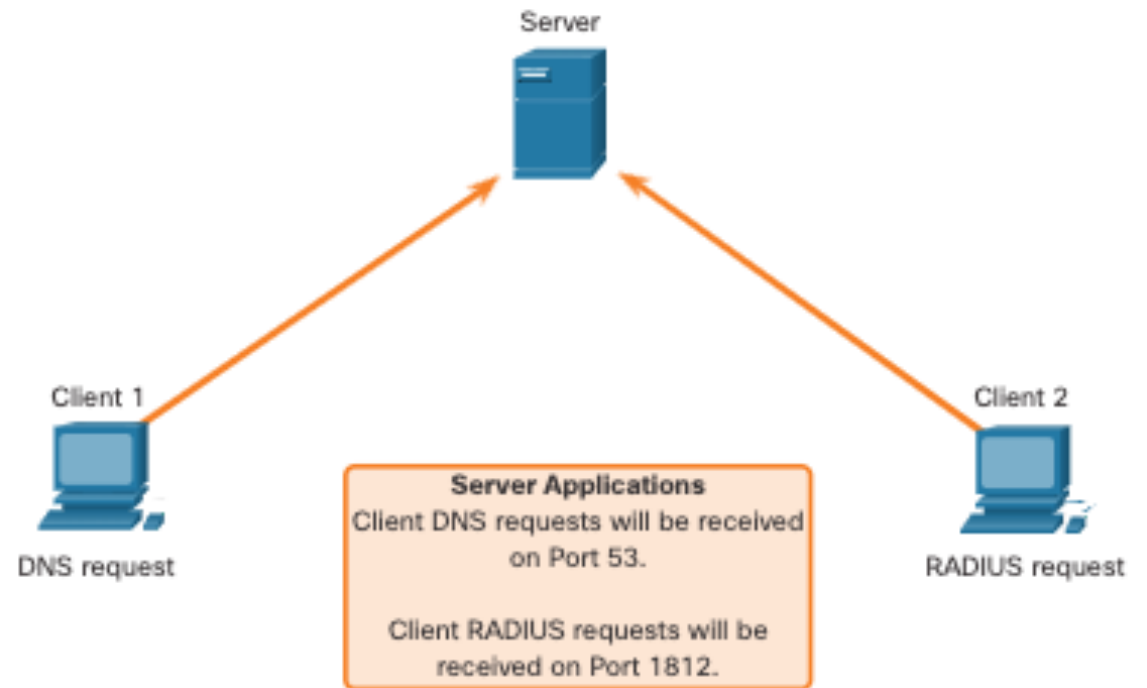 Server
Client 1
Client 2
DNS request
RADIUS request
Server Applications
Client DNS requests will be received
on Port 53.
Client RADIUS requests will be
received on Port 1812.